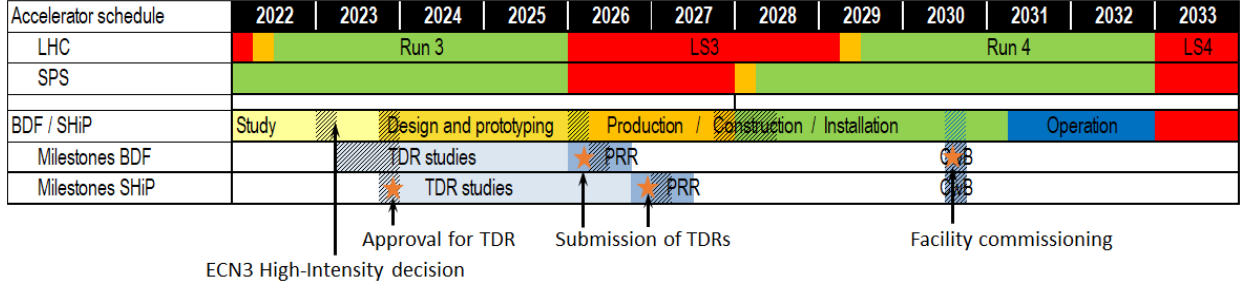 Accelerator schedule 2022 2023 2024 2025 2026 2027 2028 2029 2030 2031 2032 2033
LHC Run 3 LS3 Run 4 LS4
SPS
BDF / SHiP Study Design and prototyping Production / Construction / Installation Operation
Milestones BDF TDR studies PRR CwB
Milestones SHiP TDR studies PRR CwB
Approval for TDR Submission of TDRs Facility commissioning
ECN3 High-Intensity decision